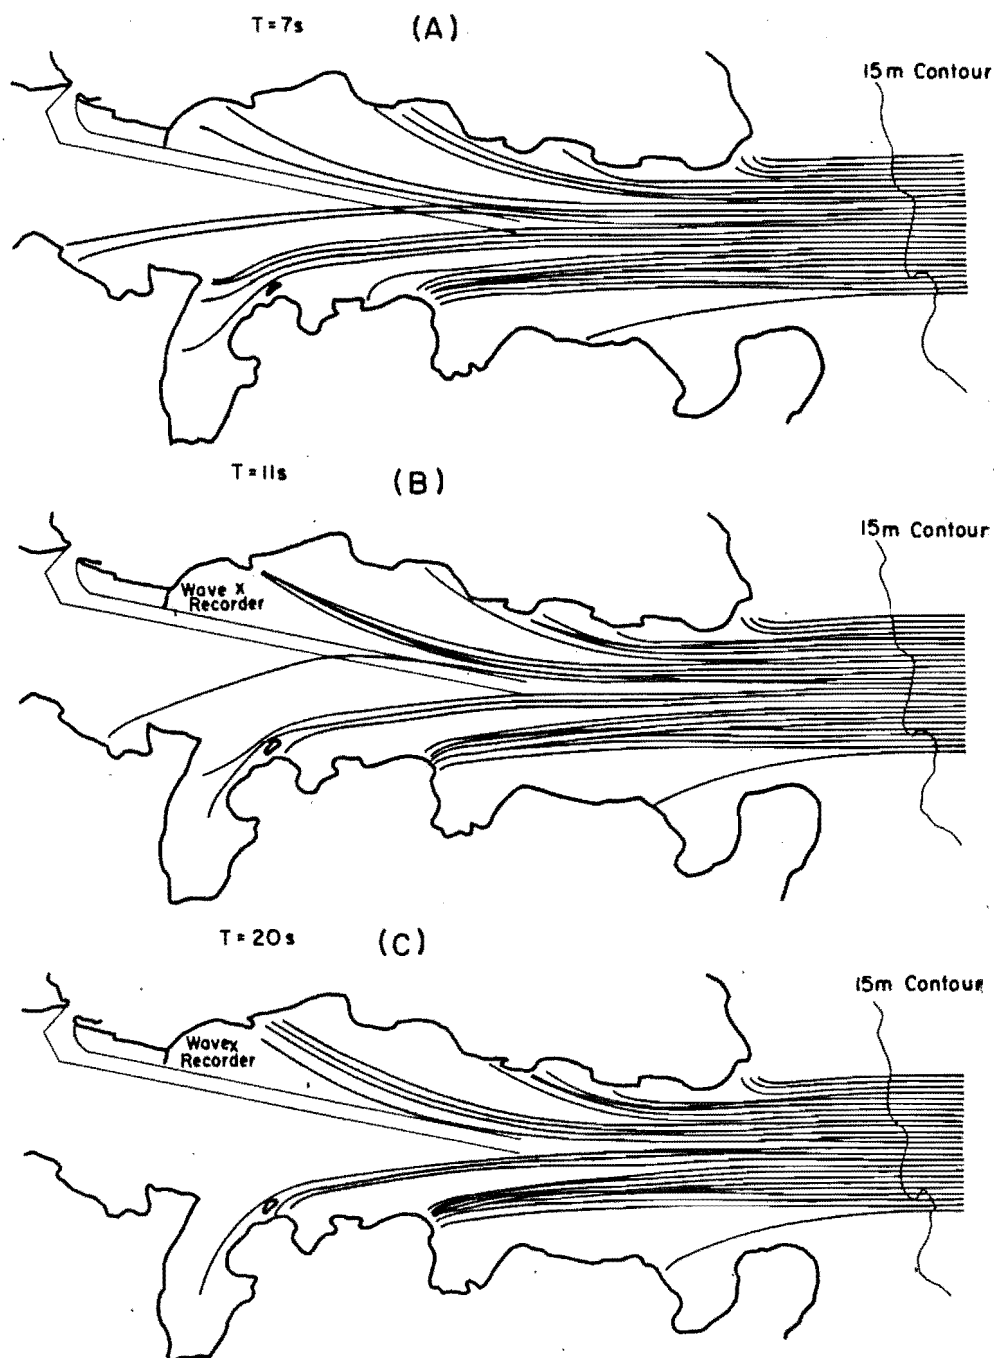 T=7s
(A)
15m Contour
T=11s
(B)
15m Contour
Wave X
Recorder
T=20s
(C)
15m Contour
Wavex
Recorder